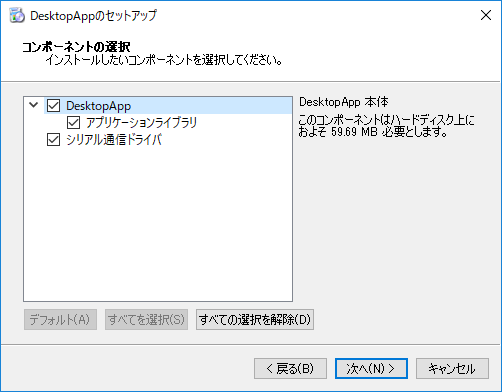 DesktopAppのセットアップ
コンポーネントの選択
インストールしたいコンポーネントを選択してください。
DesktopApp
アプリケーションライブラリ
シリアル通信ドライバ
DesktopApp 本体
このコンポーネントはハードディスク上に
およそ 59.69 MB 必要とします。
デフォルト(A) すべてを選択(S) すべての選択を解除(D)
< 戻る(B) 次へ(N) > キャンセル